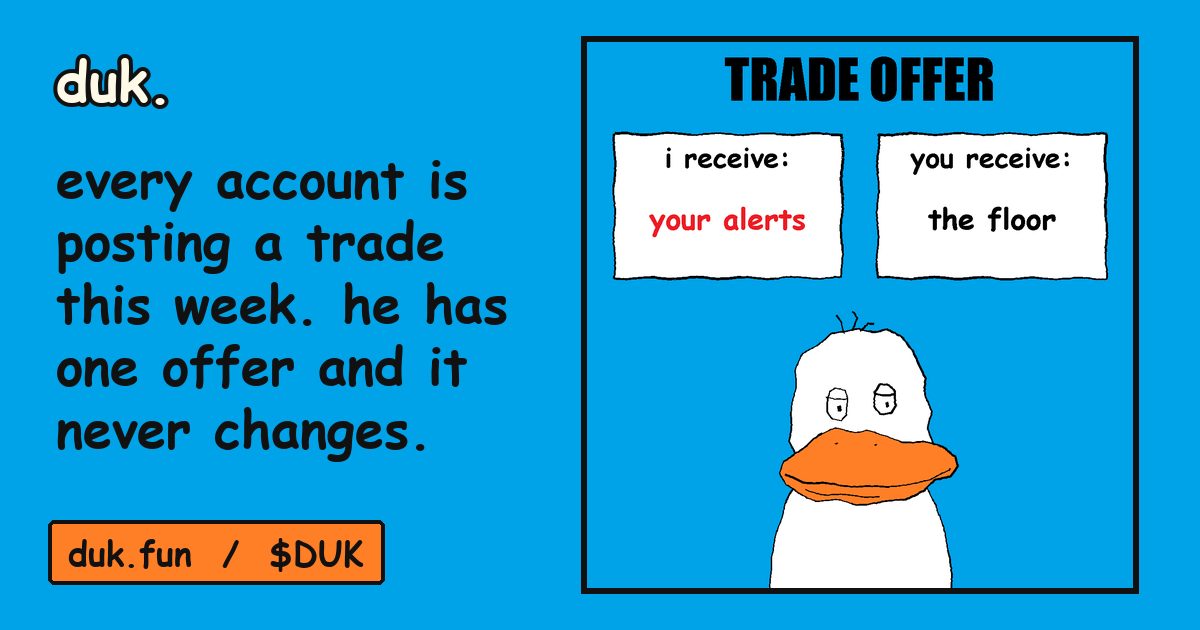 duk.
every account is
posting a trade
this week. he has
one offer and it
never changes.
duk.fun / $DUK
TRADE OFFER
i receive:
your alerts
you receive:
the floor